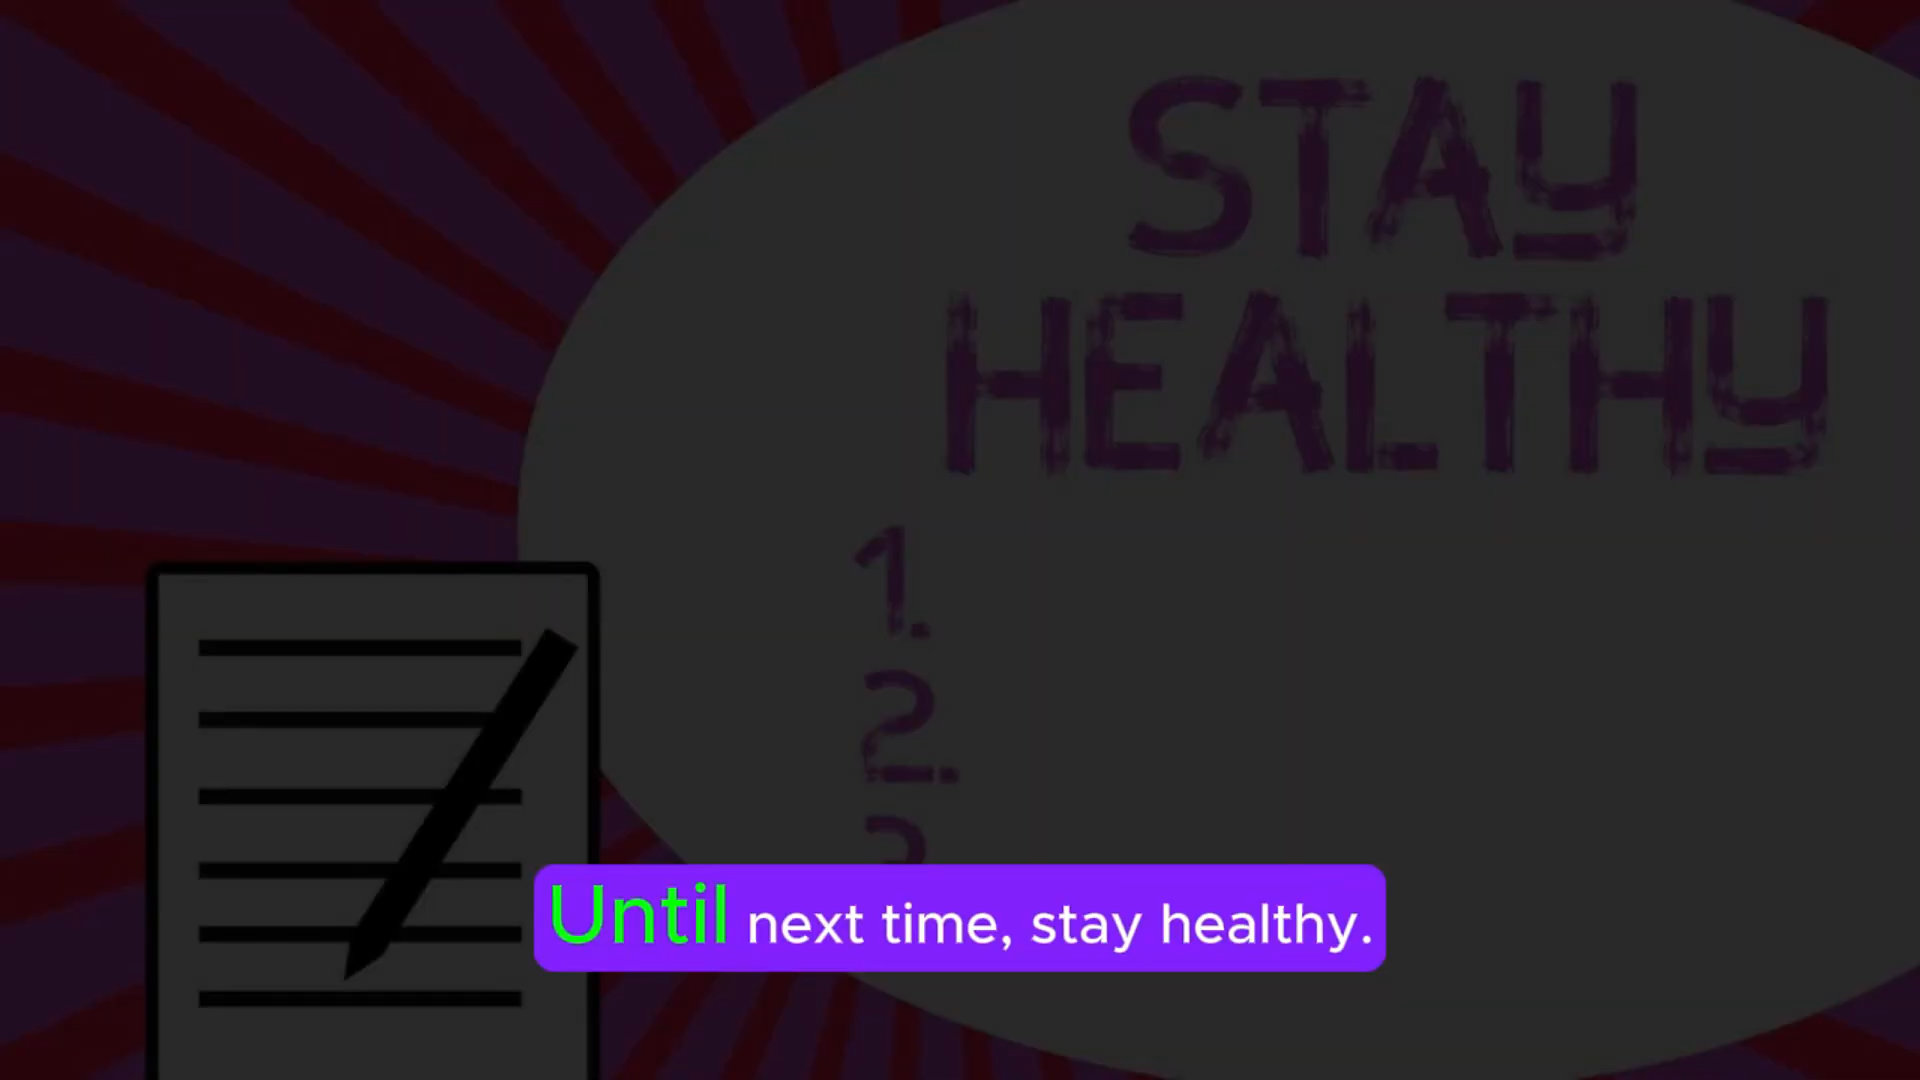 STAY
HEALTHY
1.
2.
Until next time, stay healthy.